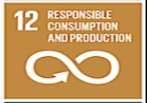 12 RESPONSIBLE
CONSUMPTION
AND PRODUCTION